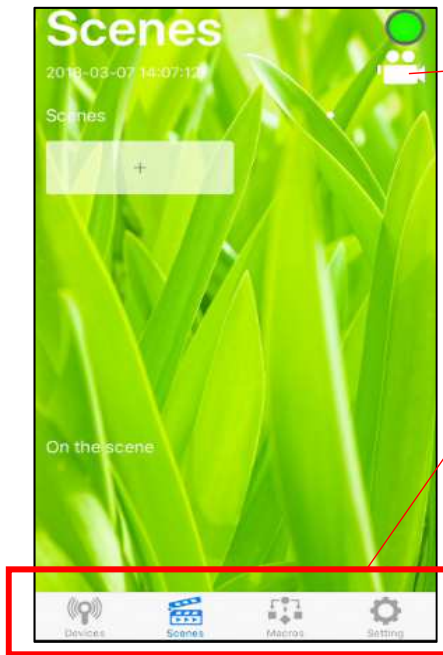 Scenes
2018-03-07 14:07:12
Scenes
+
On the scene
Devices
Scenes
Macros
Setting